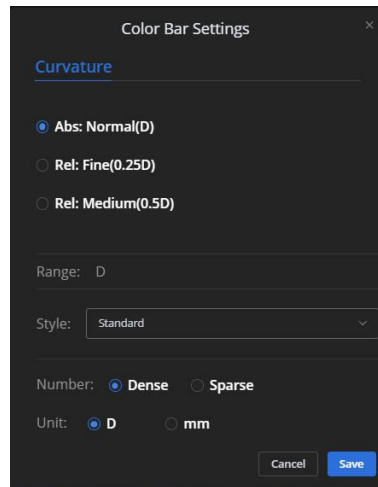 Color Bar Settings ×
Curvature
Abs: Normal(D)
Rel: Fine(0.25D)
Rel: Medium(0.5D)
Range: D
Style: Standard
Number: Dense Sparse
Unit: D mm
Cancel Save